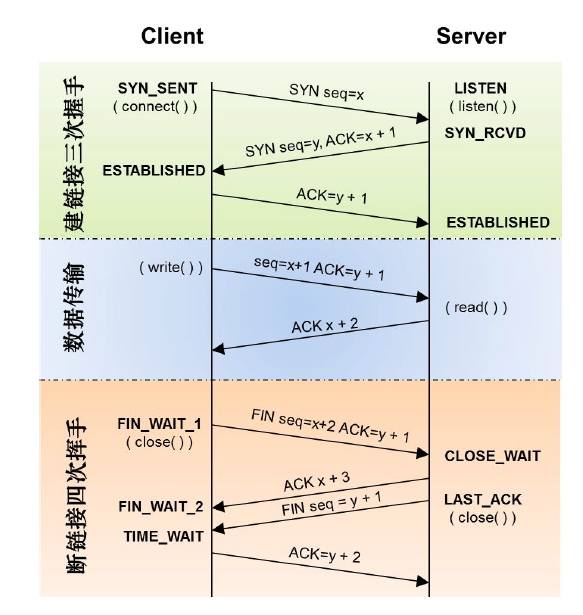 Client
Server
建链接三次握手
SYN_SENT
( connect( ) )
SYN seq=x
LISTEN
( listen( ) )
SYN_RCVD
SYN seq=y, ACK=x + 1
ESTABLISHED
ACK=y + 1
ESTABLISHED
数据传输
( write( ) )
seq=x+1 ACK=y + 1
( read( ) )
ACK x + 2
断链接四次挥手
FIN_WAIT_1
( close( ) )
FIN seq=x+2 ACK=y + 1
CLOSE_WAIT
ACK x + 3
FIN_WAIT_2
FIN seq = y + 1
LAST_ACK
( close( ) )
TIME_WAIT
ACK=y + 2